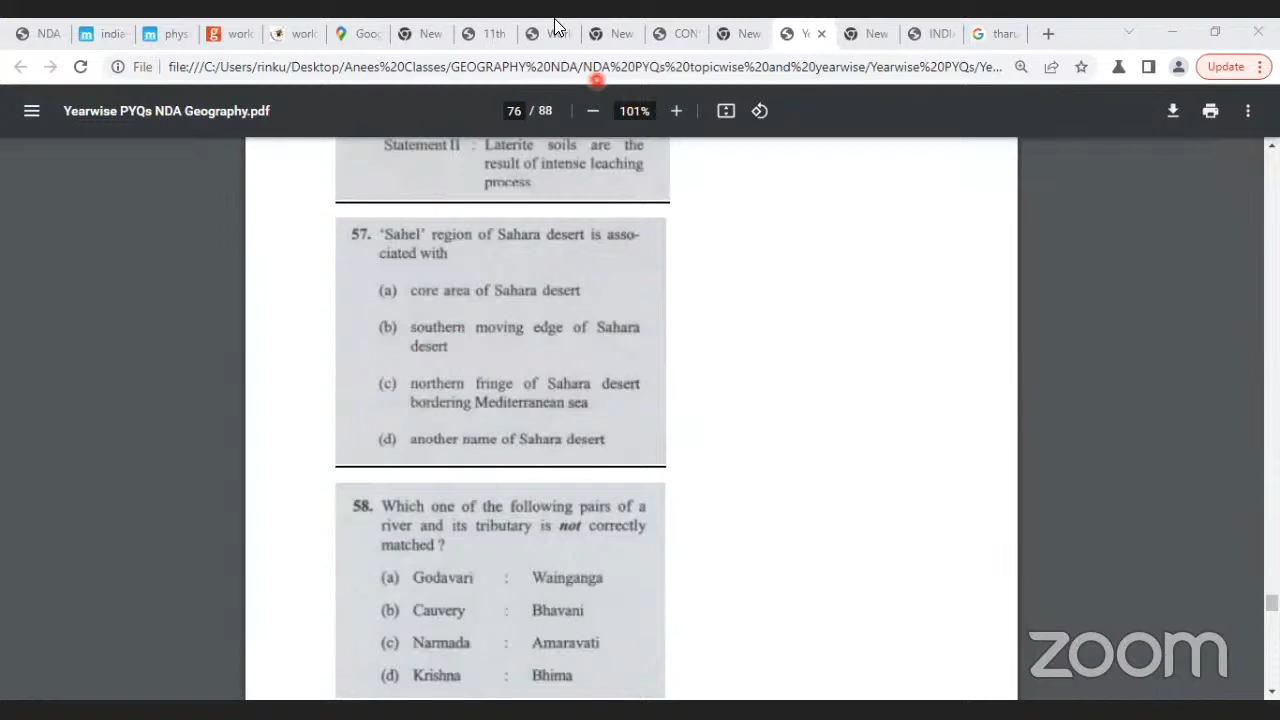 NDA
india
phys
work
work
Goog
New
11th
New
CON
New
Y
New
INDI
tharu
File
file:///C:/Users/rinku/Desktop/Anees%20Classes/GEOGRAPHY%20NDA/NDA%20PYQs%20topicwise%20and%20yearwise/Yearwise%20PYQs/Ye...
Update
Yearwise PYQs NDA Geography.pdf
76 / 88
101%
Statement II : Laterite soils are the
result of intense leaching
process
57. ‘Sahel’ region of Sahara desert is asso-
ciated with
(a) core area of Sahara desert
(b) southern moving edge of Sahara
desert
(c) northern fringe of Sahara desert
bordering Mediterranean sea
(d) another name of Sahara desert
58. Which one of the following pairs of a
river and its tributary is not correctly
matched ?
(a) Godavari : Wainganga
(b) Cauvery : Bhavani
(c) Narmada : Amaravati
(d) Krishna : Bhima
zoom